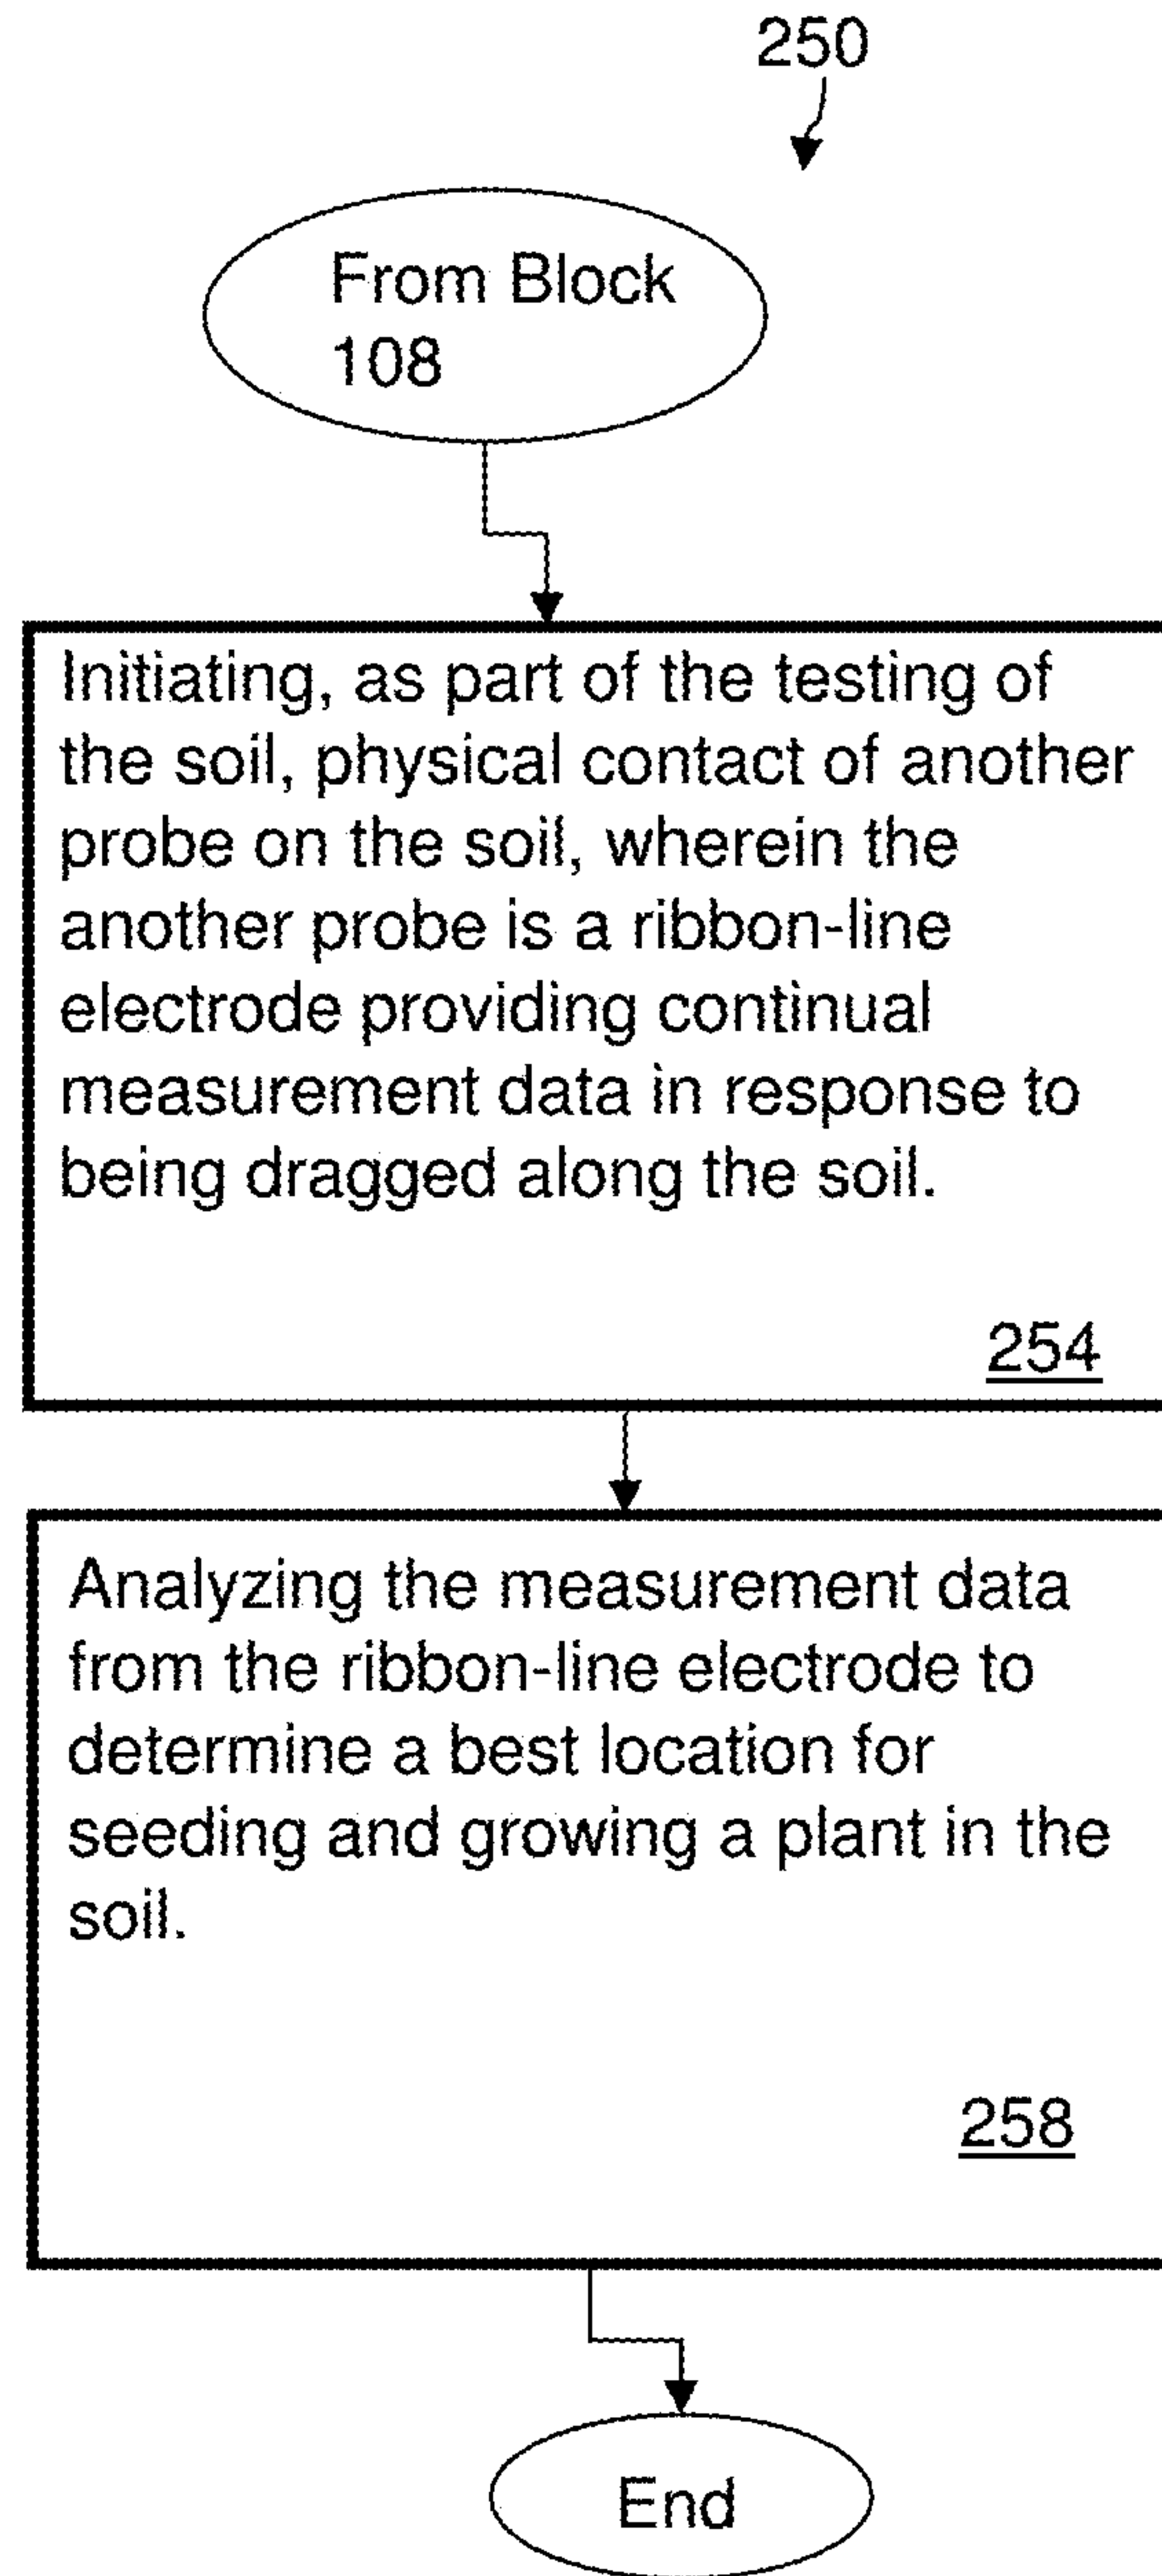 250
From Block
108
Initiating, as part of the testing of
the soil, physical contact of another
probe on the soil, wherein the
another probe is a ribbon-line
electrode providing continual
measurement data in response to
being dragged along the soil.
254
Analyzing the measurement data
from the ribbon-line electrode to
determine a best location for
seeding and growing a plant in the
soil.
258
End